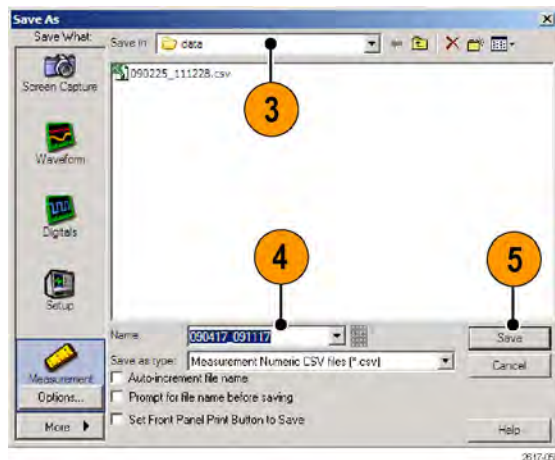 Save As
Save What:
Save in: data
Screen Capture
090225_111228.csv
3
Waveform
Digitals
4
5
Setup
Name: 090417_091117
Save
Save as type: Measurement Numeric CSV files (*.csv)
Cancel
Measurement
Auto-increment file name
Options...
Prompt for file name before saving
More
Set Front Panel Print Button to Save
Help
2617-05